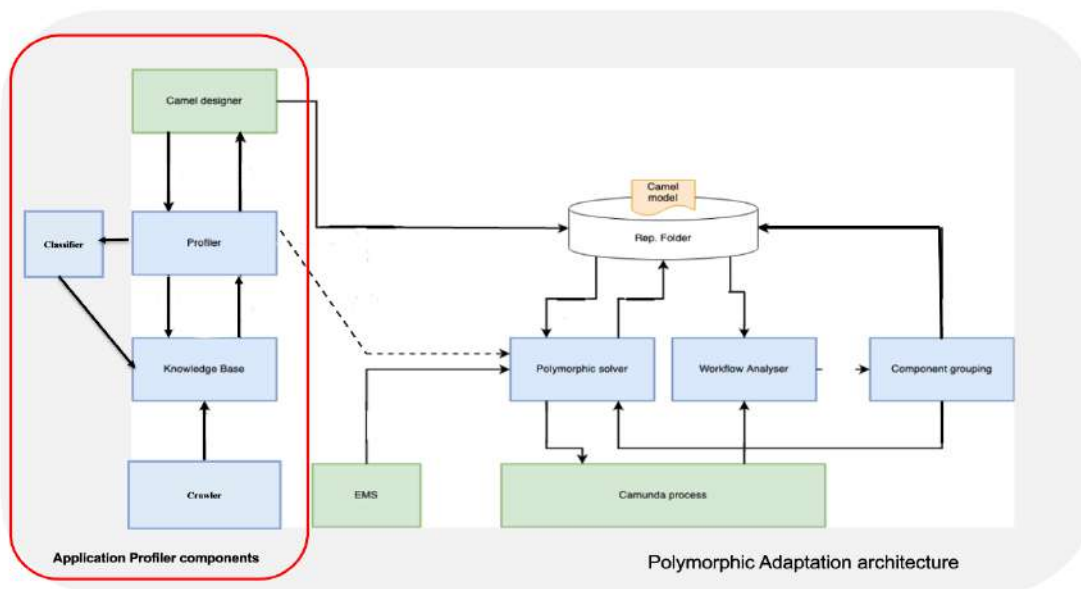 Camel designer
Camel
model
Classifier
Profiler
Rep. Folder
Knowledge Base
Polymorphic solver
Workflow Analyser
Component grouping
Crawler
EMS
Camunda process
Application Profiler components
Polymorphic Adaptation architecture